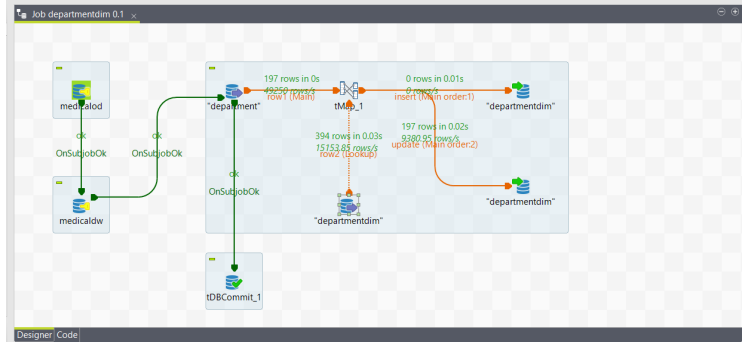 Job departmentdim 0.1
medicalod
ok
OnSubjobOk
medicaldw
ok
OnSubjobOk
"department"
197 rows in 0s
49250 rows/s
row1 (Main)
tMap_1
0 rows in 0.01s
0 rows/s
insert (Main order:1)
"departmentdim"
394 rows in 0.03s
15153.85 rows/s
row2 (Lookup)
197 rows in 0.02s
9380.95 rows/s
update (Main order:2)
"departmentdim"
"departmentdim"
ok
OnSubjobOk
tDBCommit_1
Designer
Code